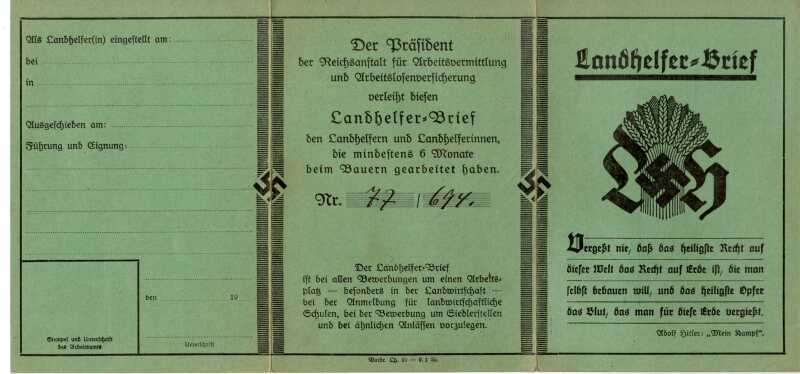 Als Landhelfer(in) eingestellt am:
bei
in
Ausgeschieden am:
Führung und Eignung:
den 19
Stempel und Unterschrift
des Arbeitsamts
Unterschrift
Der Präsident
der Reichsanstalt für Arbeitsvermittlung
und Arbeitslosenversicherung
verleiht diesen
Landhelfer=Brief
den Landhelfern und Landhelferinnen,
die mindestens 6 Monate
beim Bauern gearbeitet haben.
Nr. 77/694.
Der Landhelfer=Brief
ist bei allen Bewerbungen um einen Arbeits=
platz — besonders in der Landwirtschaft —
bei der Anmeldung für landwirtschaftliche
Schulen, bei der Bewerbung um Siedlerstellen
und bei ähnlichen Anlässen vorzulegen.
Landhelfer=Brief
L H
Vergeßt nie, daß das heiligste Recht auf
dieser Welt das Recht auf Erde ist, die man
selbst bebauen will, und das heiligste Opfer
das Blut, das man für diese Erde vergießt.
Adolf Hitler: „Mein Kampf“.